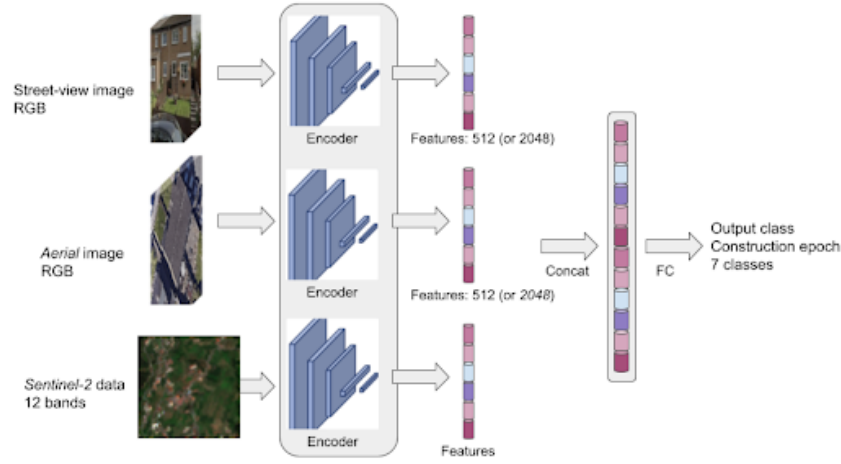 Street-view image
RGB
Encoder
Features: 512 (or 2048)
Aerial image
RGB
Encoder
Features: 512 (or 2048)
Concat
FC
Output class
Construction epoch
7 classes
Sentinel-2 data
12 bands
Encoder
Features